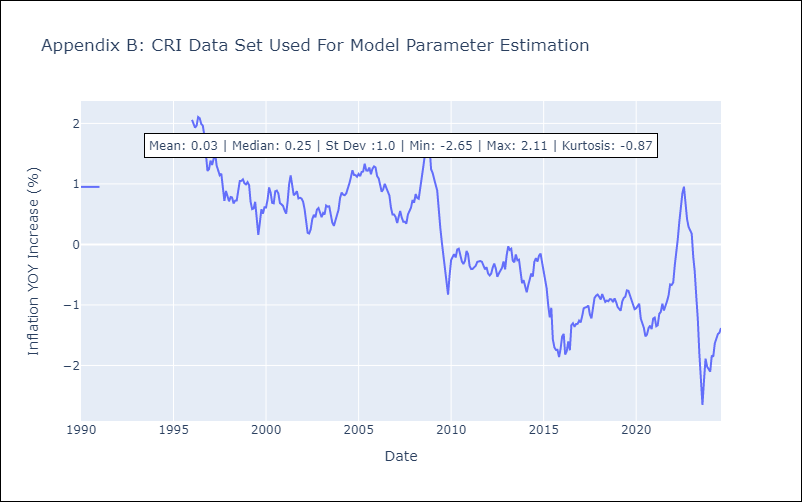 Appendix B: CRI Data Set Used For Model Parameter Estimation
Mean: 0.03 | Median: 0.25 | St Dev :1.0 | Min: -2.65 | Max: 2.11 | Kurtosis: -0.87
Inflation YOY Increase (%)
2
1
0
−1
−2
1990 1995 2000 2005 2010 2015 2020
Date